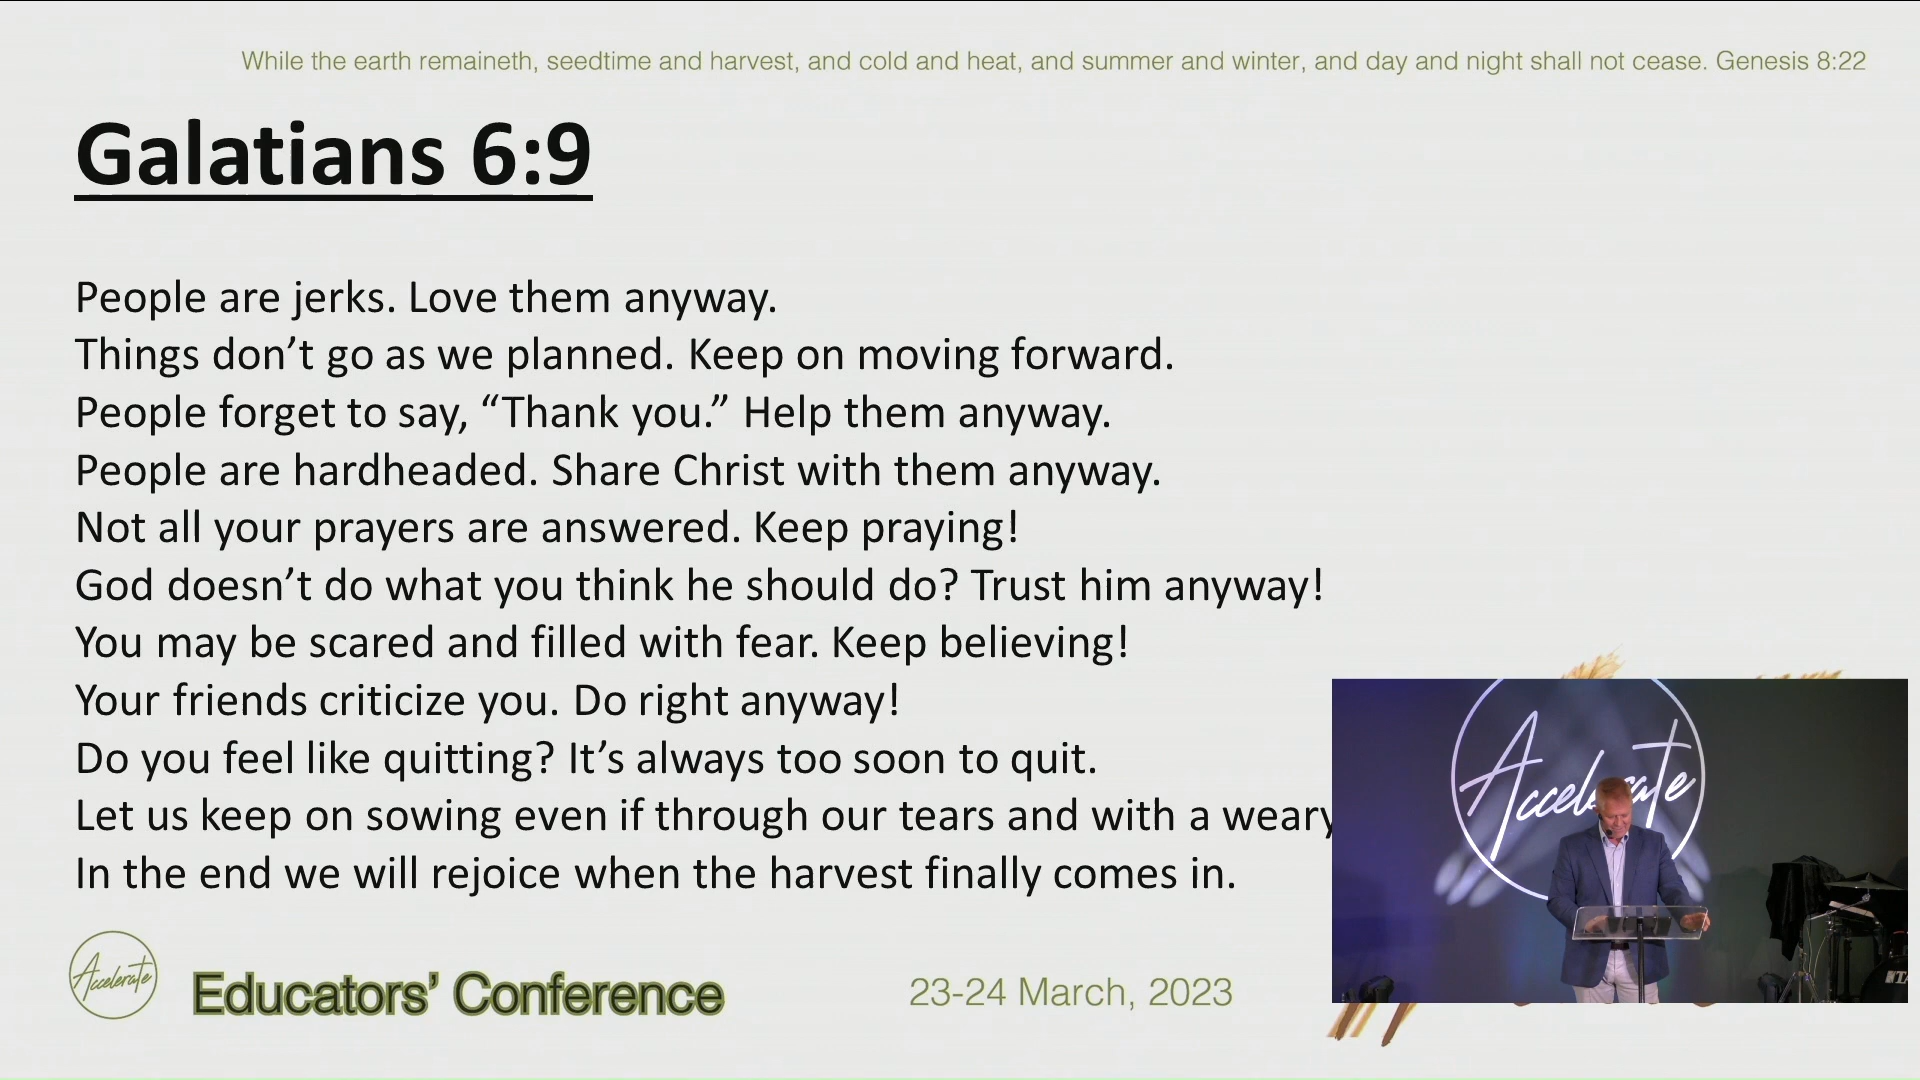 While the earth remaineth, seedtime and harvest, and cold and heat, and summer and winter, and day and night shall not cease. Genesis 8:22
Galatians 6:9
People are jerks. Love them anyway.
Things don’t go as we planned. Keep on moving forward.
People forget to say, “Thank you.” Help them anyway.
People are hardheaded. Share Christ with them anyway.
Not all your prayers are answered. Keep praying!
God doesn’t do what you think he should do? Trust him anyway!
You may be scared and filled with fear. Keep believing!
Your friends criticize you. Do right anyway!
Do you feel like quitting? It’s always too soon to quit.
Let us keep on sowing even if through our tears and with a weary
In the end we will rejoice when the harvest finally comes in.
Accelerate
Accelerate
Educators’ Conference
23-24 March, 2023